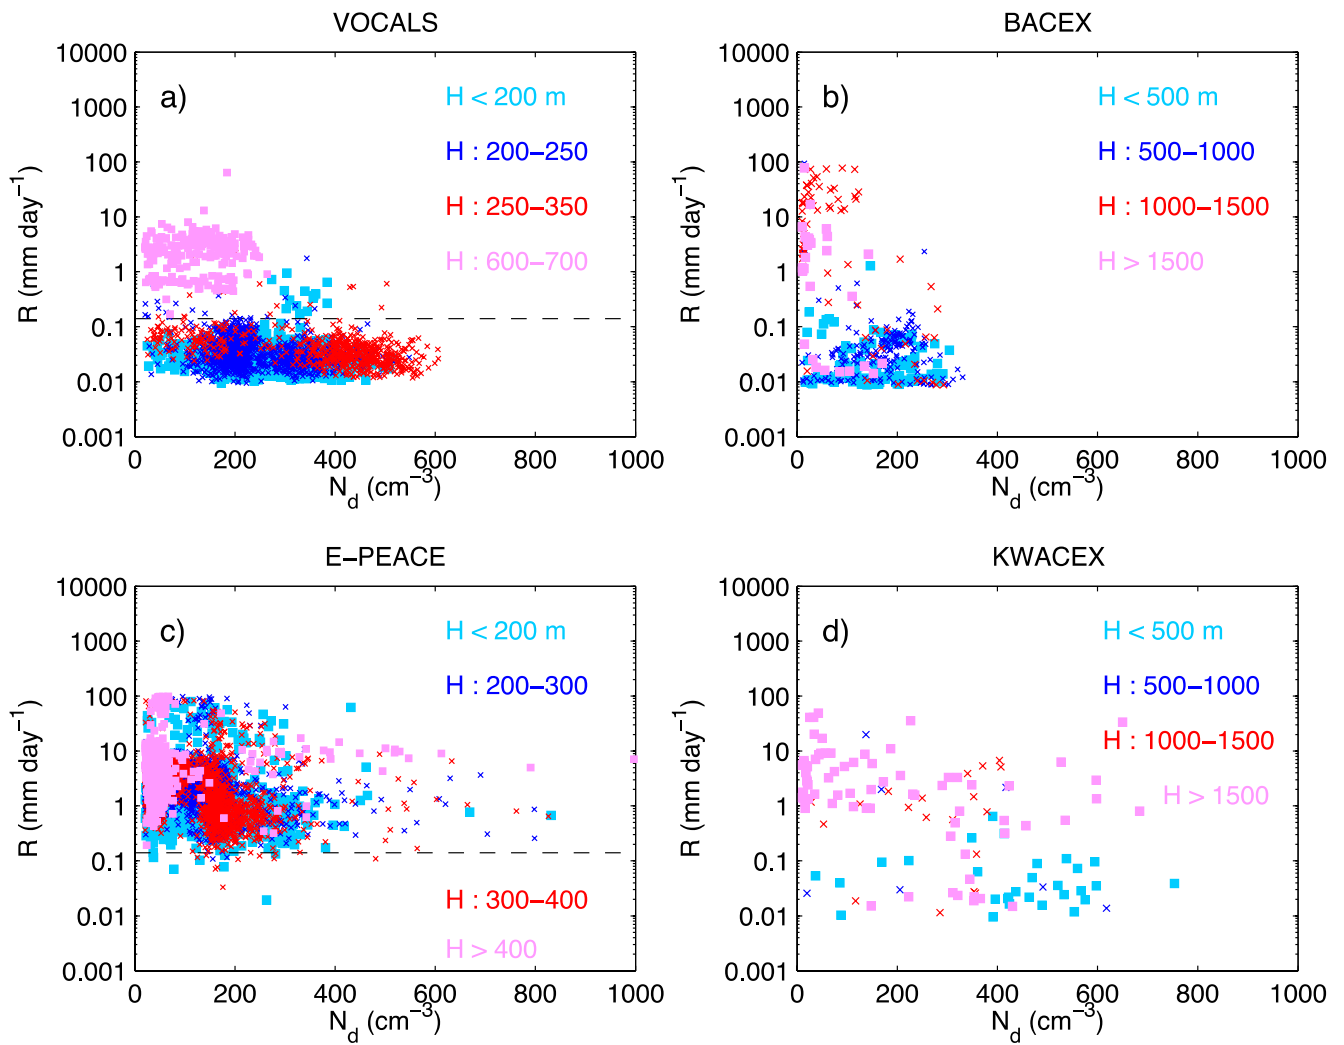 VOCALS
a)
H < 200 m
H : 200–250
H : 250–350
H : 600–700
10000
1000
100
10
1
0.1
0.01
0.001
R (mm day⁻¹)
0 200 400 600 800 1000
N_d (cm⁻³)
BACEX
b)
H < 500 m
H : 500–1000
H : 1000–1500
H > 1500
10000
1000
100
10
1
0.1
0.01
0.001
R (mm day⁻¹)
0 200 400 600 800 1000
N_d (cm⁻³)
E–PEACE
c)
H < 200 m
H : 200–300
H : 300–400
H > 400
10000
1000
100
10
1
0.1
0.01
0.001
R (mm day⁻¹)
0 200 400 600 800 1000
N_d (cm⁻³)
KWACEX
d)
H < 500 m
H : 500–1000
H : 1000–1500
H > 1500
10000
1000
100
10
1
0.1
0.01
0.001
R (mm day⁻¹)
0 200 400 600 800 1000
N_d (cm⁻³)